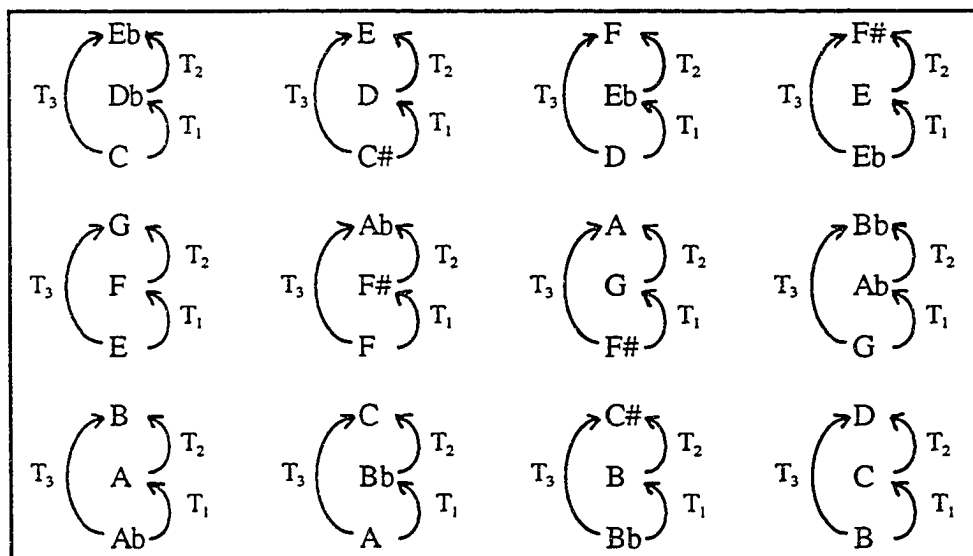 Eb E F F#
T₂ T₂ T₂ T₂
T₃ Db T₃ D T₃ Eb T₃ E
T₁ T₁ T₁ T₁
C C# D Eb
G Ab A Bb
T₂ T₂ T₂ T₂
T₃ F T₃ F# T₃ G T₃ Ab
T₁ T₁ T₁ T₁
E F F# G
B C C# D
T₂ T₂ T₂ T₂
T₃ A T₃ Bb T₃ B T₃ C
T₁ T₁ T₁ T₁
Ab A Bb B